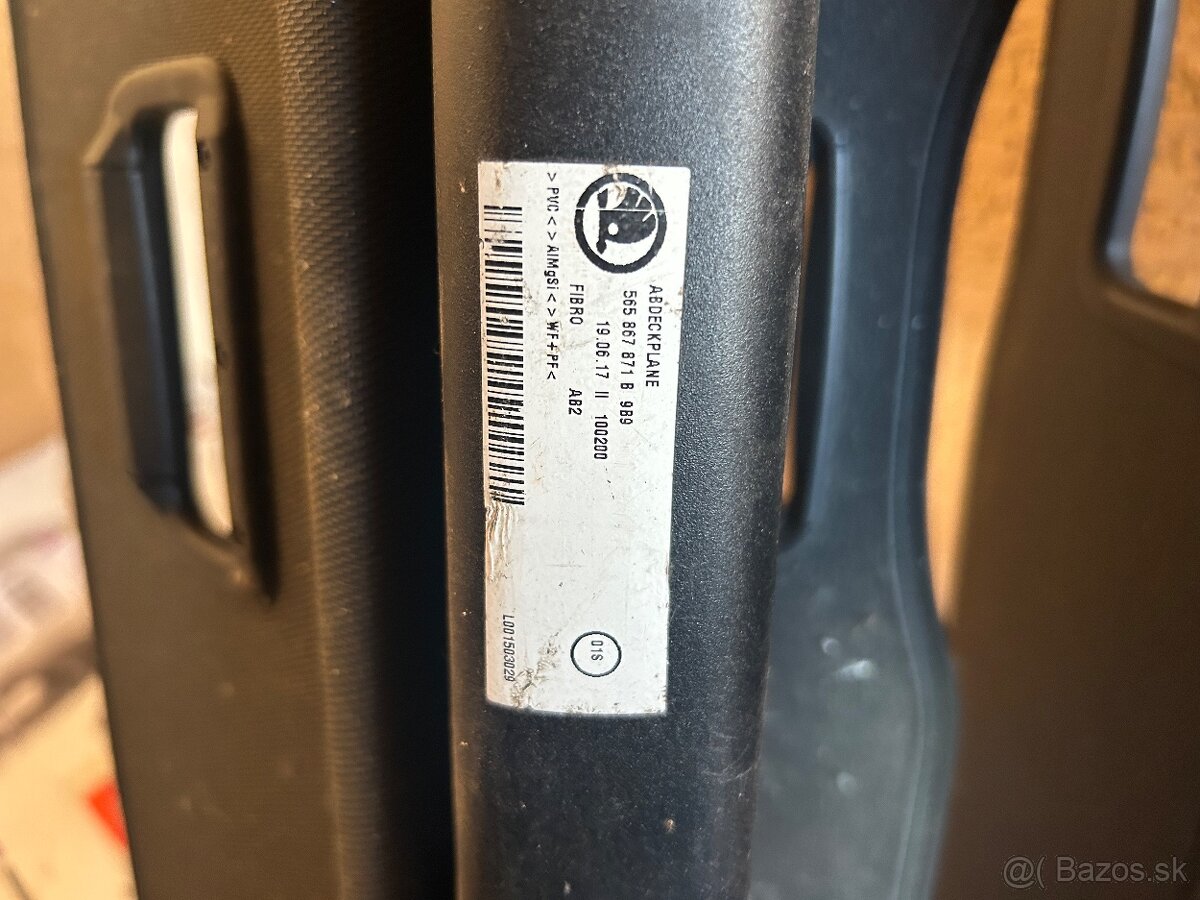 ABDECKPLANE
565 867 871 B 9B9
19.06.17 II 100200
FIBRO AB2
>PVC<>AlMgSi<>WF+PF<
01S
L001503029
@( Bazos.sk